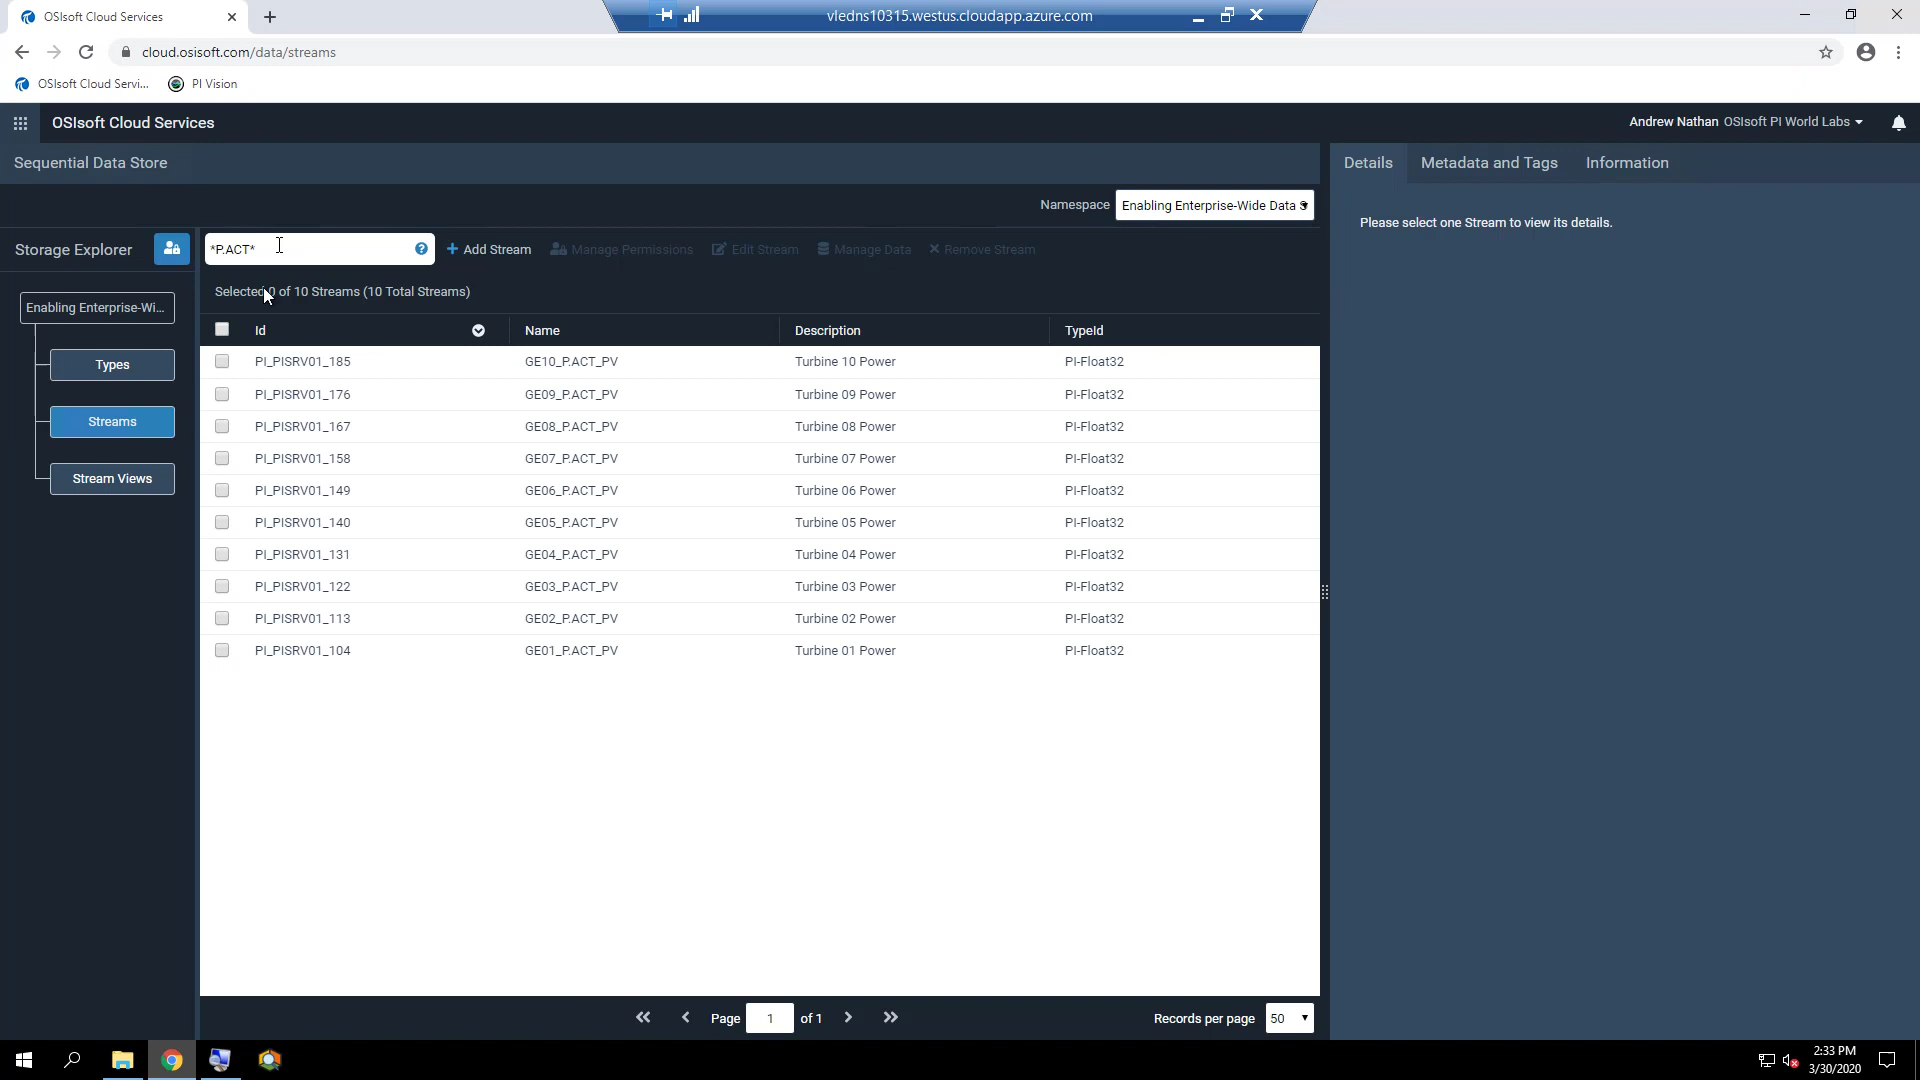 OSIsoft Cloud Services
vledns10315.westus.cloudapp.azure.com
cloud.osisoft.com/data/streams
OSIsoft Cloud Servi... PI Vision
OSIsoft Cloud Services
Andrew Nathan OSIsoft PI World Labs
Sequential Data Store
Details Metadata and Tags Information
Namespace Enabling Enterprise-Wide Data S
Please select one Stream to view its details.
Storage Explorer
*P.ACT* ? + Add Stream Manage Permissions Edit Stream Manage Data Remove Stream
Selected 0 of 10 Streams (10 Total Streams)
Enabling Enterprise-Wi...
Types
Streams
Stream Views
Id Name Description TypeId
PI_PISRV01_185 GE10_P.ACT_PV Turbine 10 Power PI-Float32
PI_PISRV01_176 GE09_P.ACT_PV Turbine 09 Power PI-Float32
PI_PISRV01_167 GE08_P.ACT_PV Turbine 08 Power PI-Float32
PI_PISRV01_158 GE07_P.ACT_PV Turbine 07 Power PI-Float32
PI_PISRV01_149 GE06_P.ACT_PV Turbine 06 Power PI-Float32
PI_PISRV01_140 GE05_P.ACT_PV Turbine 05 Power PI-Float32
PI_PISRV01_131 GE04_P.ACT_PV Turbine 04 Power PI-Float32
PI_PISRV01_122 GE03_P.ACT_PV Turbine 03 Power PI-Float32
PI_PISRV01_113 GE02_P.ACT_PV Turbine 02 Power PI-Float32
PI_PISRV01_104 GE01_P.ACT_PV Turbine 01 Power PI-Float32
Page 1 of 1
Records per page 50
2:33 PM
3/30/2020